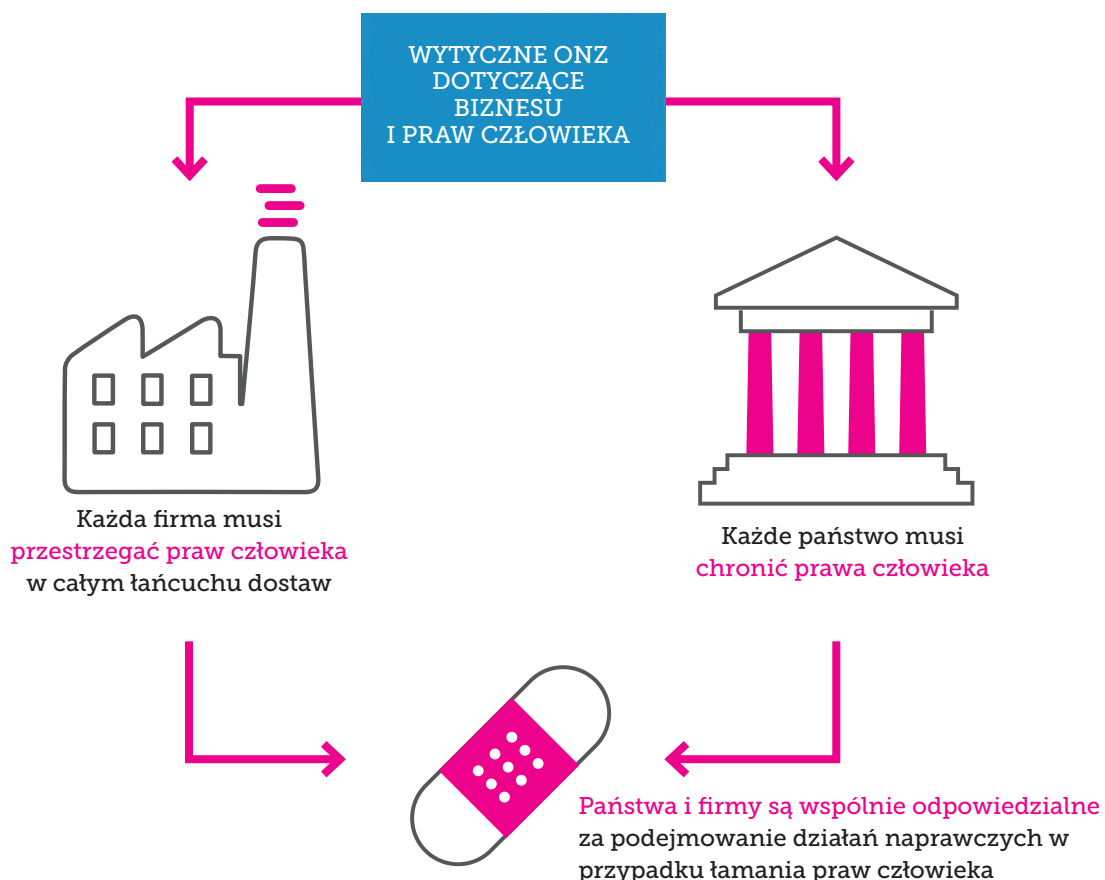 WYTYCZNE ONZ
DOTYCZĄCE
BIZNESU
I PRAW CZŁOWIEKA
Każda firma musi
przestrzegać praw człowieka
w całym łańcuchu dostaw
Każde państwo musi
chronić prawa człowieka
Państwa i firmy są wspólnie odpowiedzialne
za podejmowanie działań naprawczych w
przypadku łamania praw człowieka